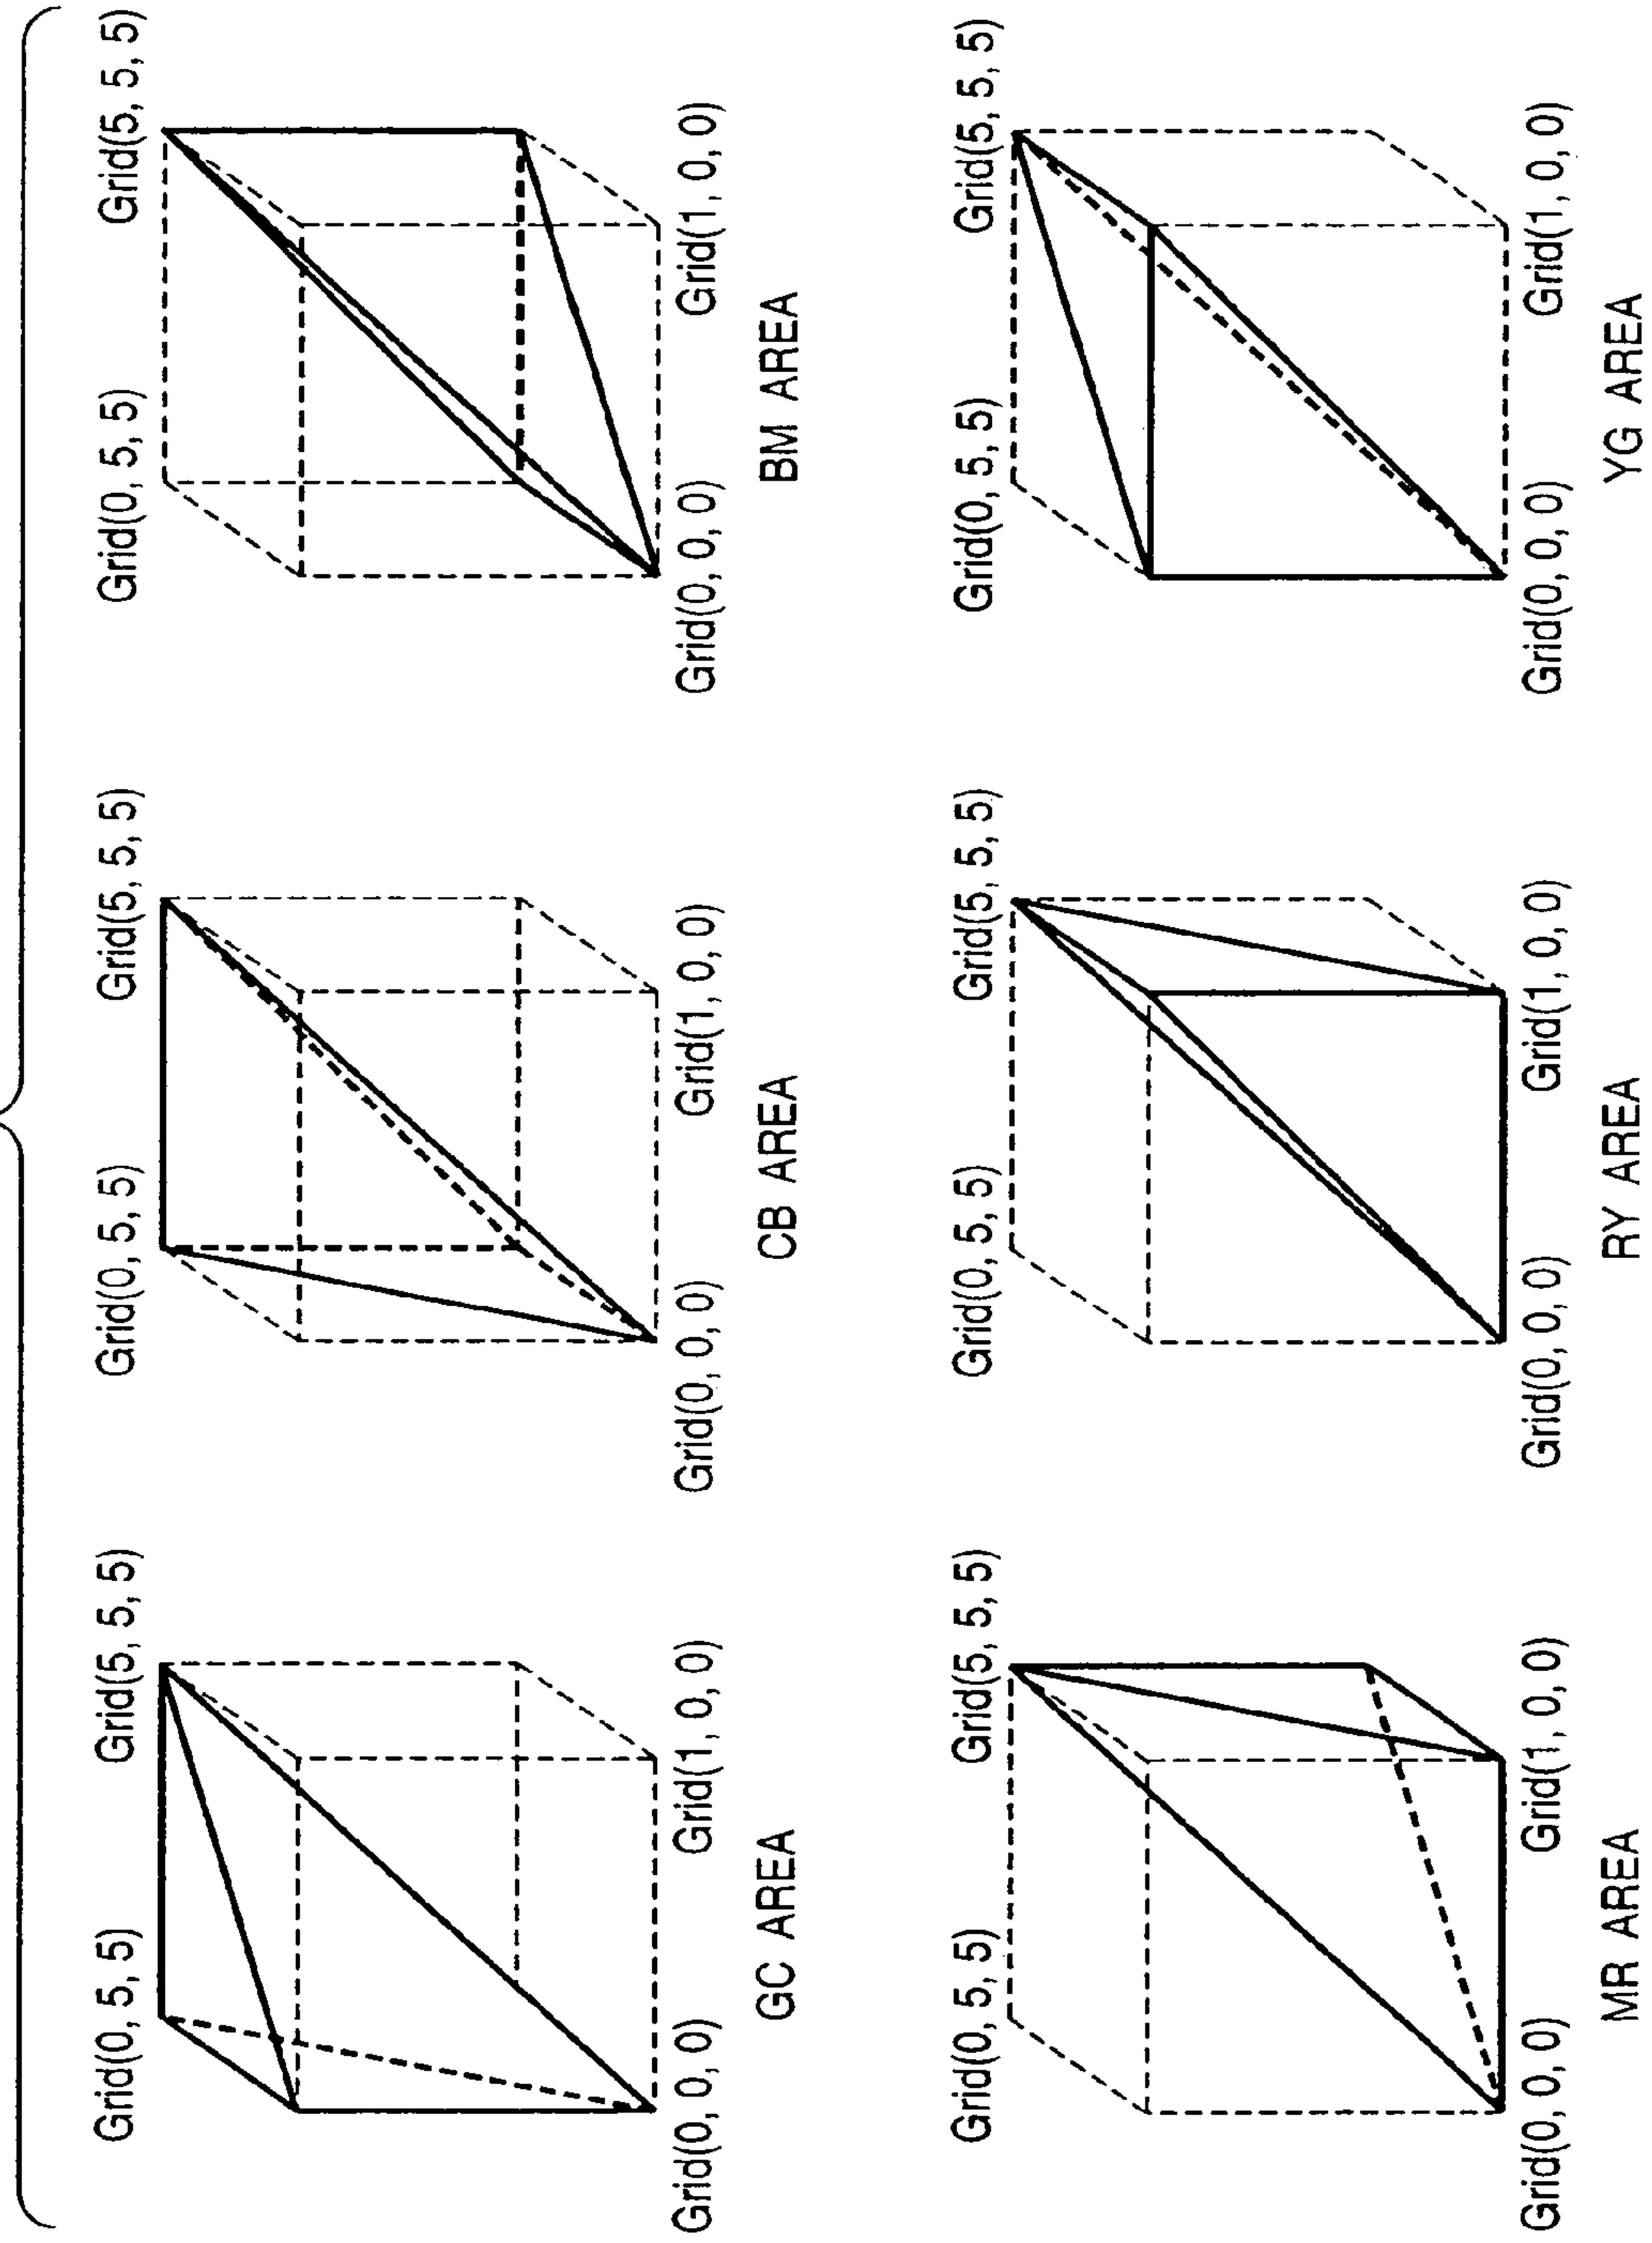 Grid(0, 5, 5)
Grid(5, 5, 5)
Grid(0, 0, 0)
Grid(1, 0, 0)
GC AREA
Grid(0, 5, 5)
Grid(5, 5, 5)
Grid(0, 0, 0)
Grid(1, 0, 0)
CB AREA
Grid(0, 5, 5)
Grid(5, 5, 5)
Grid(0, 0, 0)
Grid(1, 0, 0)
BM AREA
Grid(0, 5, 5)
Grid(5, 5, 5)
Grid(0, 0, 0)
Grid(1, 0, 0)
MR AREA
Grid(0, 5, 5)
Grid(5, 5, 5)
Grid(0, 0, 0)
Grid(1, 0, 0)
RY AREA
Grid(0, 5, 5)
Grid(5, 5, 5)
Grid(0, 0, 0)
Grid(1, 0, 0)
YG AREA